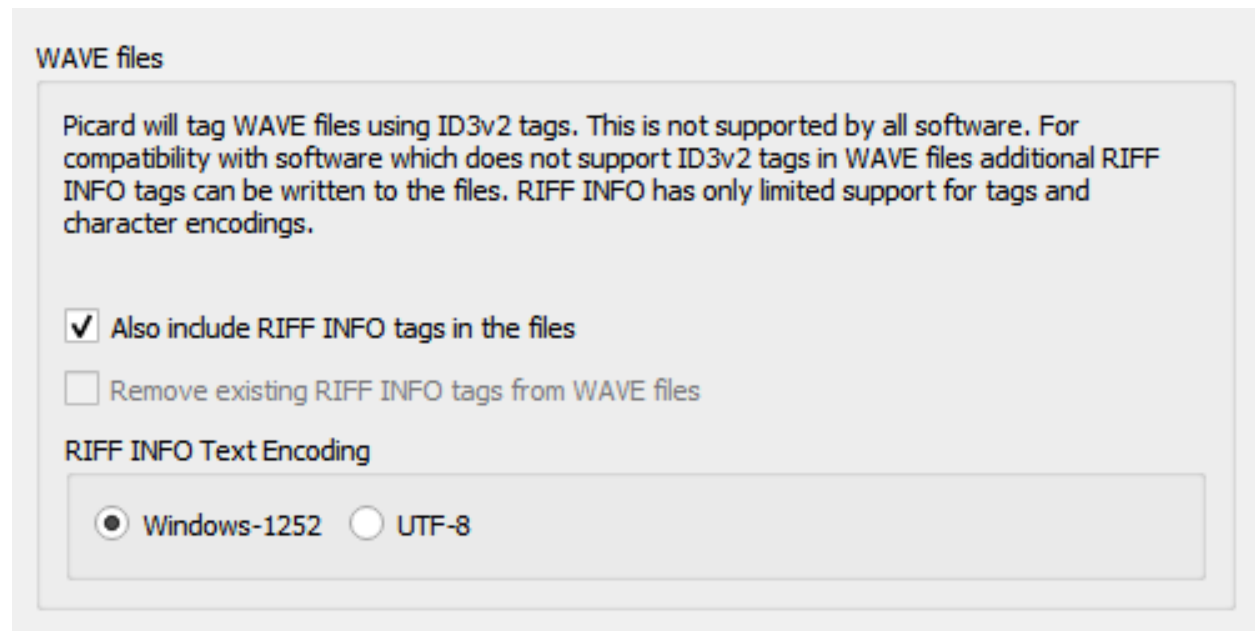 WAVE files
Picard will tag WAVE files using ID3v2 tags. This is not supported by all software. For
compatibility with software which does not support ID3v2 tags in WAVE files additional RIFF
INFO tags can be written to the files. RIFF INFO has only limited support for tags and
character encodings.
Also include RIFF INFO tags in the files
Remove existing RIFF INFO tags from WAVE files
RIFF INFO Text Encoding
Windows-1252 UTF-8